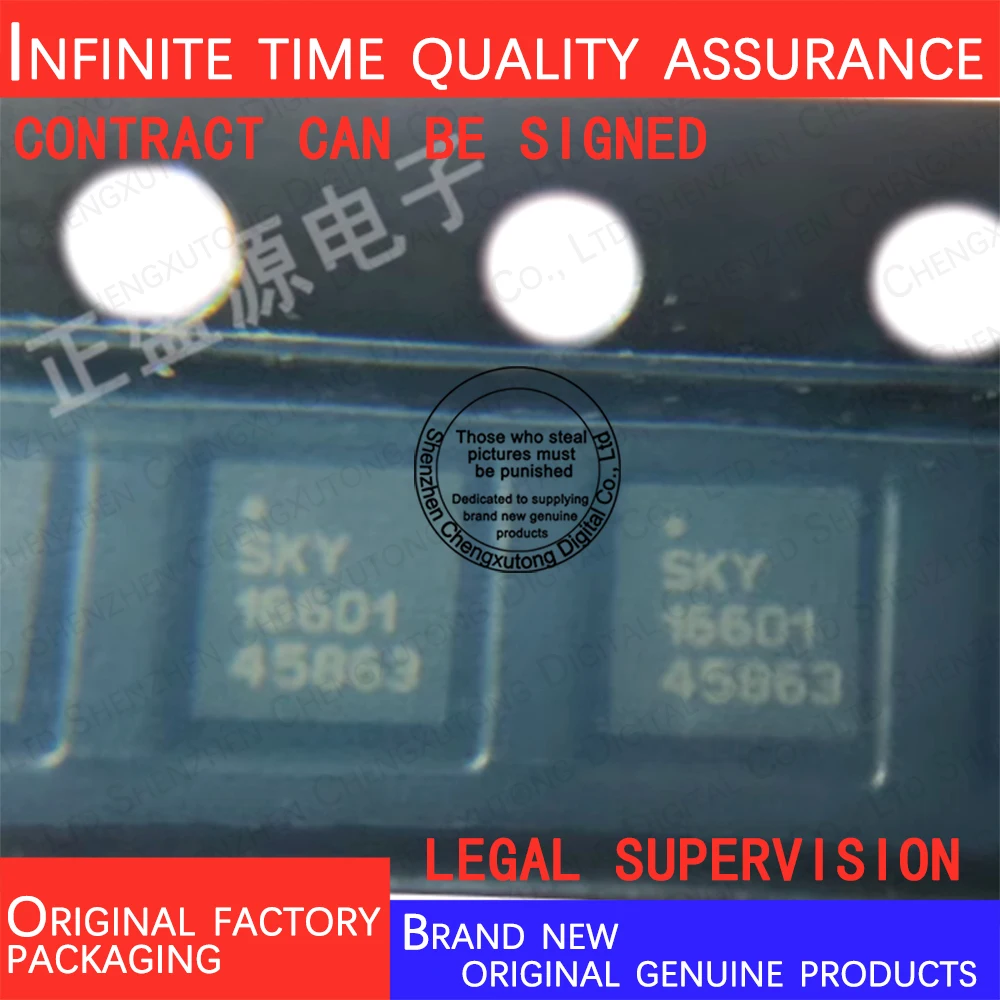 INFINITE TIME QUALITY ASSURANCE
CONTRACT CAN BE SIGNED
正盛源电子
Those who steal
pictures must
be punished
Dedicated to supplying
brand new genuine
products
Shenzhen Chengxutong Digital Co., Ltd
SKY
16601
45863
SKY
16601
45863
LEGAL SUPERVISION
ORIGINAL FACTORY
PACKAGING
BRAND NEW
ORIGINAL GENUINE PRODUCTS